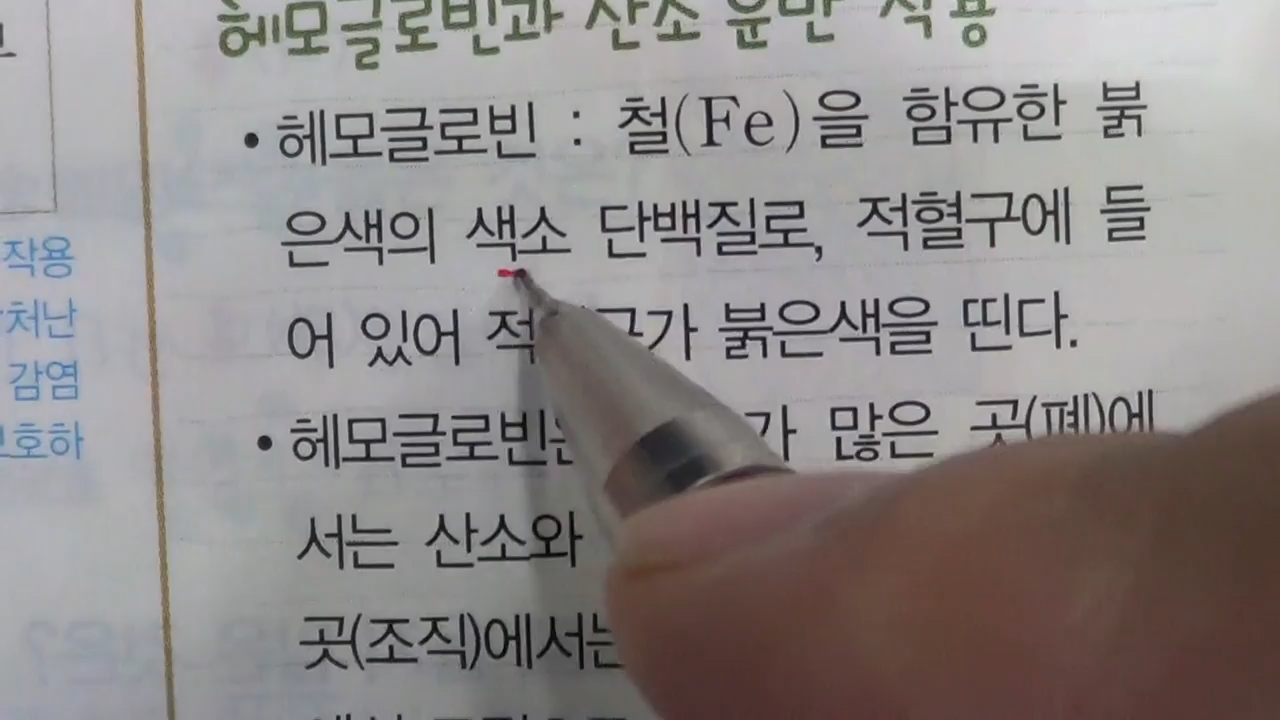 헤모글로빈과 산소 운반 작용
• 헤모글로빈 : 철(Fe)을 함유한 붉
은색의 색소 단백질로, 적혈구에 들
어 있어 붉은색을 띤다.
• 헤모글로빈은 많은 곳(폐)에
서는 산소와
곳(조직)에서는
작용
처난
감염
호하